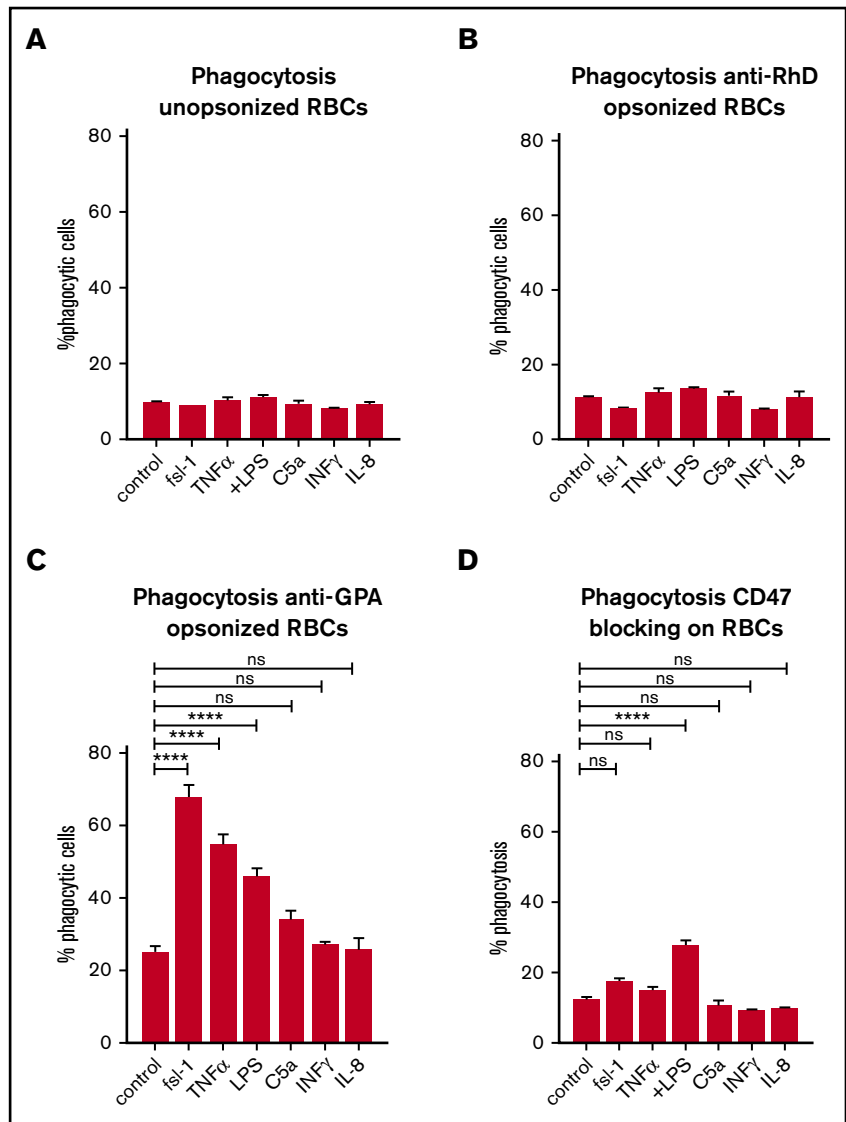 A
Phagocytosis
unopsonized RBCs
%phagocytic cells
80
60
40
20
0
control
fsl-1
TNFα
+LPS
C5a
INFγ
IL-8
B
Phagocytosis anti-RhD
opsonized RBCs
% phagocytic cells
80
60
40
20
0
control
fsl-1
TNFα
LPS
C5a
INFγ
IL-8
C
Phagocytosis anti-GPA
opsonized RBCs
ns
ns
ns
****
****
****
% phagocytic cells
80
60
40
20
0
control
fsl-1
TNFα
LPS
C5a
INFγ
IL-8
D
Phagocytosis CD47
blocking on RBCs
ns
ns
ns
****
ns
ns
% phagocytosis
80
60
40
20
0
control
fsl-1
TNFα
+LPS
C5a
INFγ
IL-8